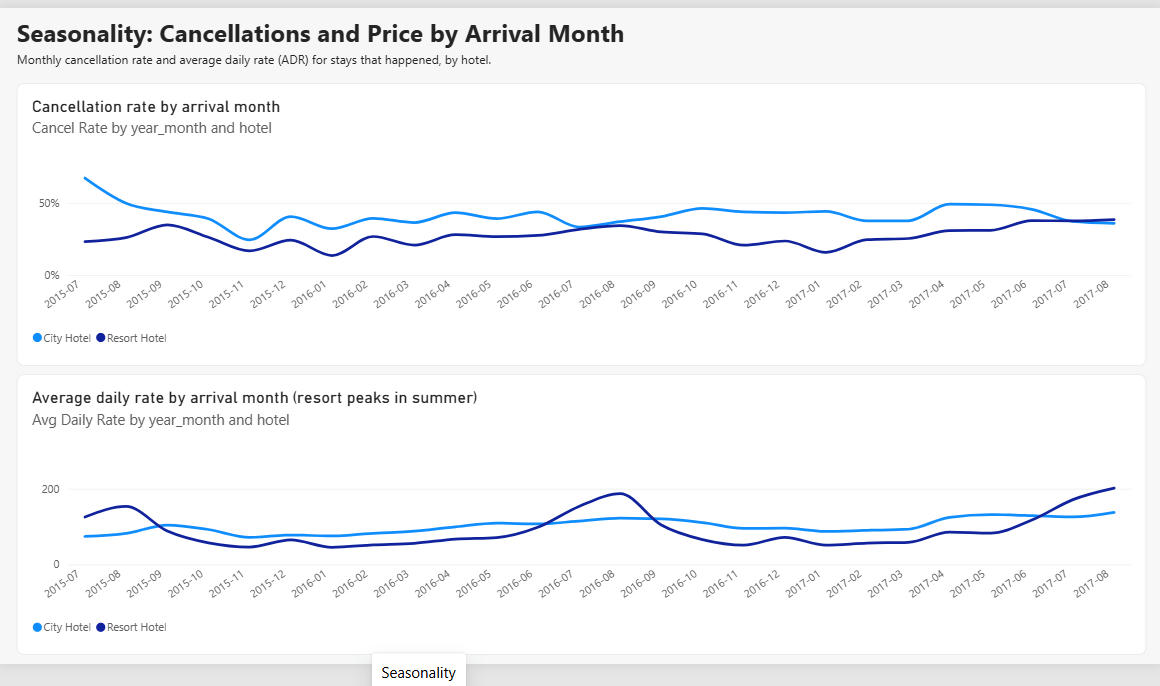 Seasonality: Cancellations and Price by Arrival Month
Monthly cancellation rate and average daily rate (ADR) for stays that happened, by hotel.
Cancellation rate by arrival month
Cancel Rate by year_month and hotel
50%
0%
2015-07 2015-08 2015-09 2015-10 2015-11 2015-12 2016-01 2016-02 2016-03 2016-04 2016-05 2016-06 2016-07 2016-08 2016-09 2016-10 2016-11 2016-12 2017-01 2017-02 2017-03 2017-04 2017-05 2017-06 2017-07 2017-08
City Hotel Resort Hotel
Average daily rate by arrival month (resort peaks in summer)
Avg Daily Rate by year_month and hotel
200
0
2015-07 2015-08 2015-09 2015-10 2015-11 2015-12 2016-01 2016-02 2016-03 2016-04 2016-05 2016-06 2016-07 2016-08 2016-09 2016-10 2016-11 2016-12 2017-01 2017-02 2017-03 2017-04 2017-05 2017-06 2017-07 2017-08
City Hotel Resort Hotel
Seasonality